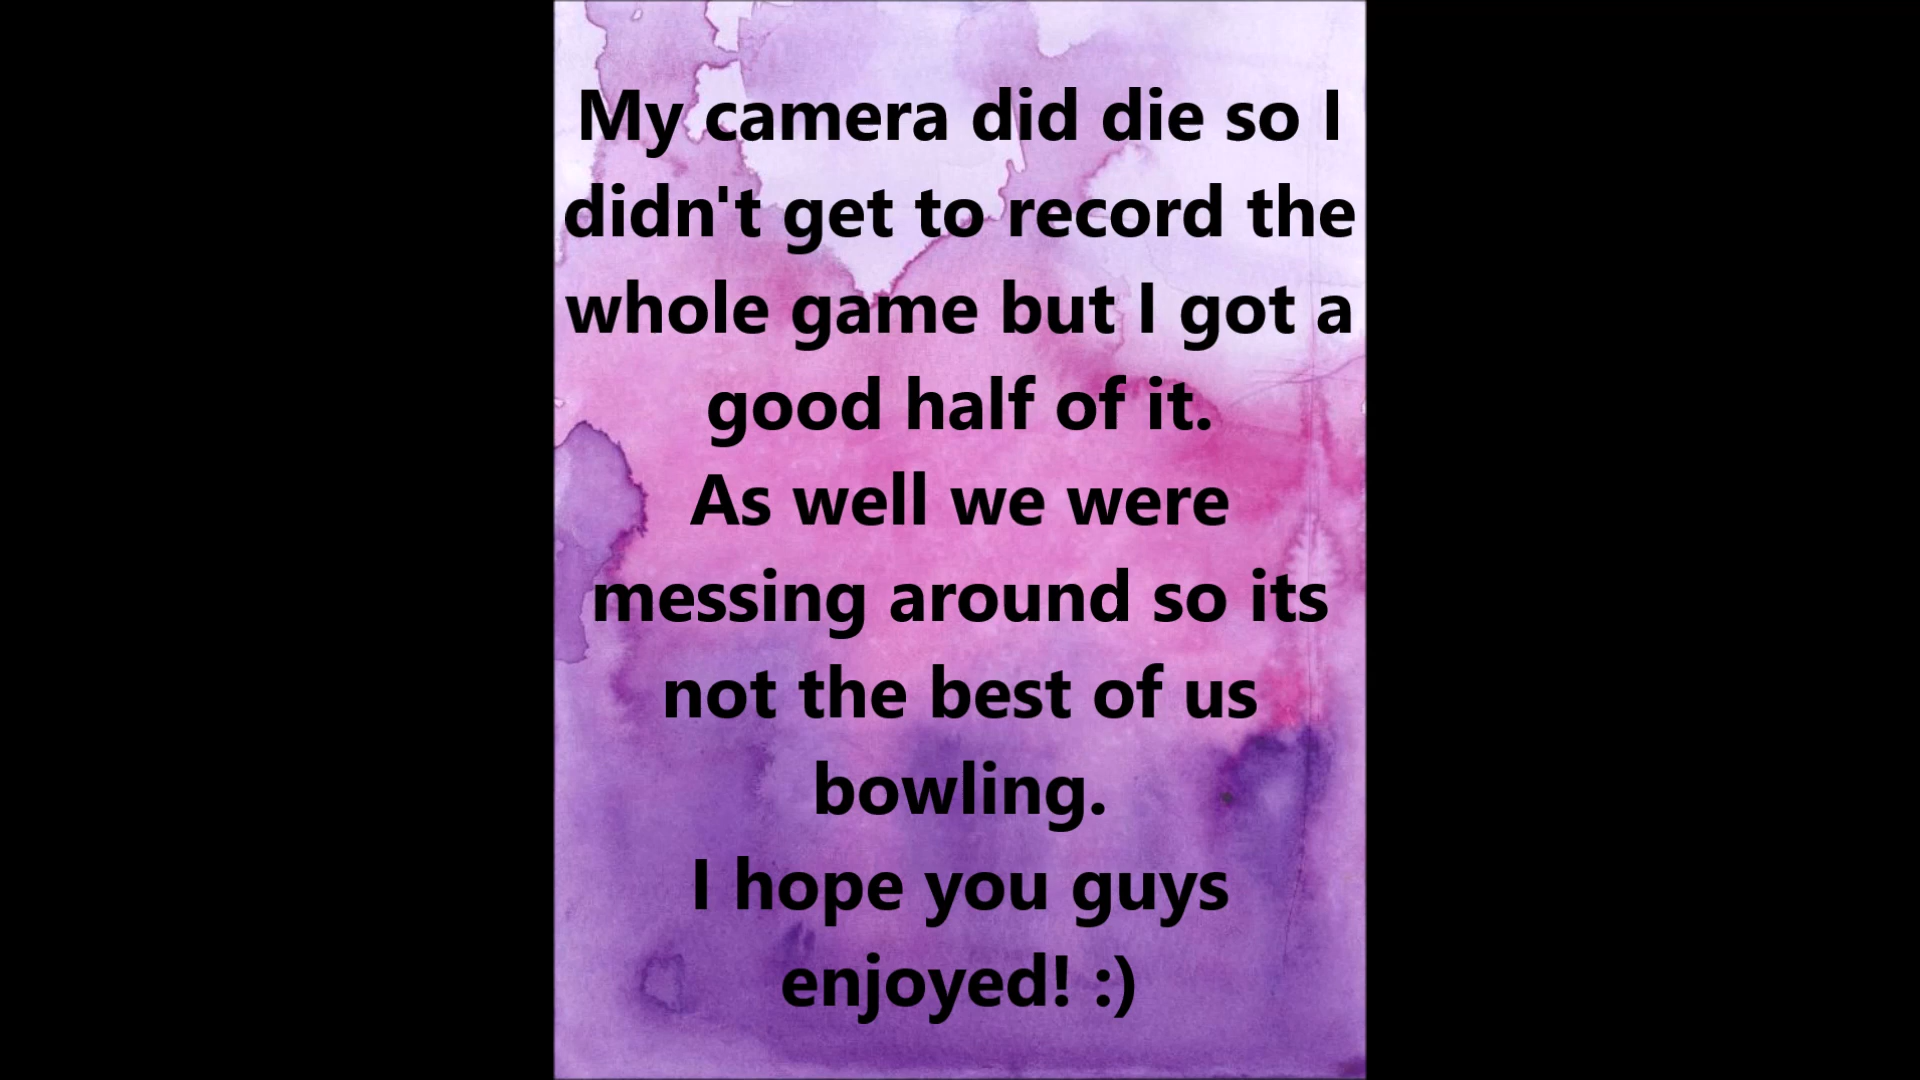 My camera did die so I
didn't get to record the
whole game but I got a
good half of it.
As well we were
messing around so its
not the best of us
bowling.
I hope you guys
enjoyed! :)